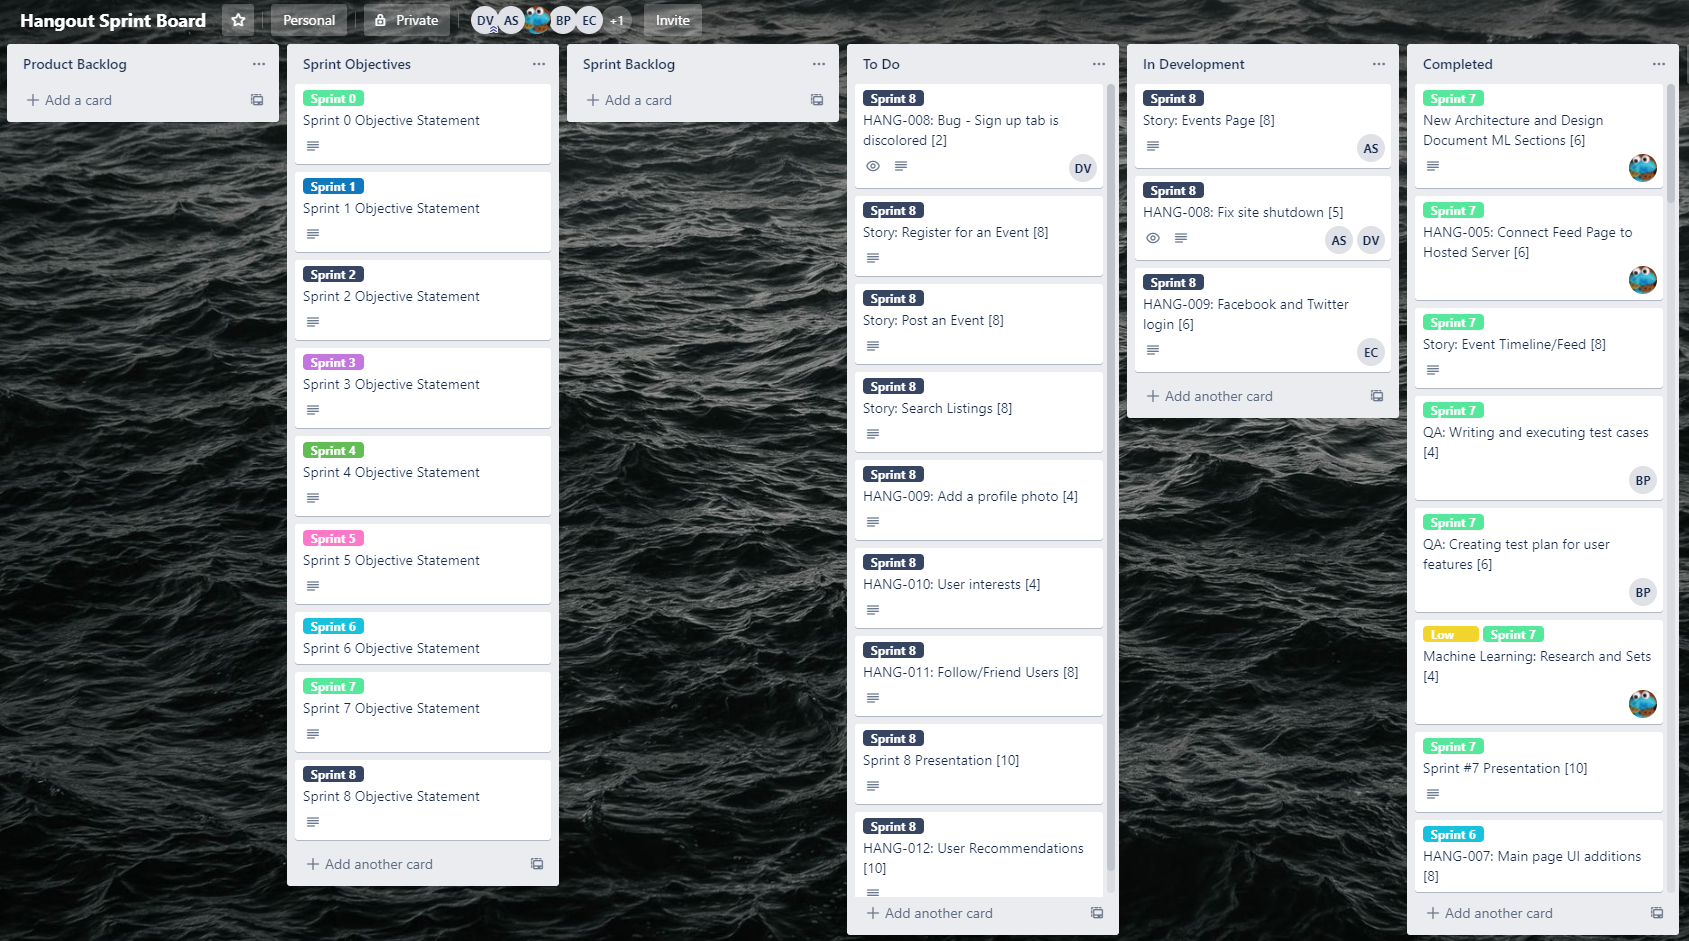 Hangout Sprint Board
Personal
Private
DV
AS
BP
EC
+1
Invite
Product Backlog
Add a card
Sprint Objectives
Sprint 0
Sprint 0 Objective Statement
Sprint 1
Sprint 1 Objective Statement
Sprint 2
Sprint 2 Objective Statement
Sprint 3
Sprint 3 Objective Statement
Sprint 4
Sprint 4 Objective Statement
Sprint 5
Sprint 5 Objective Statement
Sprint 6
Sprint 6 Objective Statement
Sprint 7
Sprint 7 Objective Statement
Sprint 8
Sprint 8 Objective Statement
Add another card
Sprint Backlog
Add a card
To Do
Sprint 8
HANG-008: Bug - Sign up tab is
discolored [2]
DV
Sprint 8
Story: Register for an Event [8]
Sprint 8
Story: Post an Event [8]
Sprint 8
Story: Search Listings [8]
Sprint 8
HANG-009: Add a profile photo [4]
Sprint 8
HANG-010: User interests [4]
Sprint 8
HANG-011: Follow/Friend Users [8]
Sprint 8
Sprint 8 Presentation [10]
Sprint 8
HANG-012: User Recommendations
[10]
Add another card
In Development
Sprint 8
Story: Events Page [8]
AS
Sprint 8
HANG-008: Fix site shutdown [5]
AS DV
Sprint 8
HANG-009: Facebook and Twitter
login [6]
EC
Add another card
Completed
Sprint 7
New Architecture and Design
Document ML Sections [6]
Sprint 7
HANG-005: Connect Feed Page to
Hosted Server [6]
Sprint 7
Story: Event Timeline/Feed [8]
Sprint 7
QA: Writing and executing test cases
[4]
BP
Sprint 7
QA: Creating test plan for user
features [6]
BP
Low Sprint 7
Machine Learning: Research and Sets
[4]
Sprint 7
Sprint #7 Presentation [10]
Sprint 6
HANG-007: Main page UI additions
[8]
Add another card